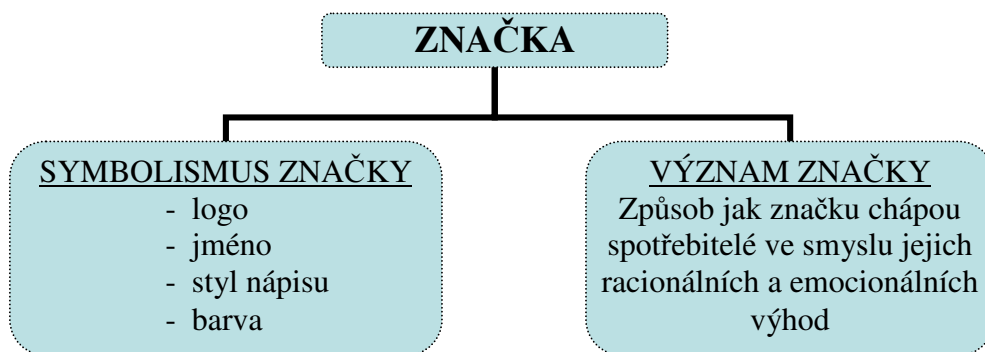 ZNAČKA
SYMBOLISMUS ZNAČKY
- logo
- jméno
- styl nápisu
- barva
VÝZNAM ZNAČKY
Způsob jak značku chápou
spotřebitelé ve smyslu jejich
racionálních a emocionálních
výhod